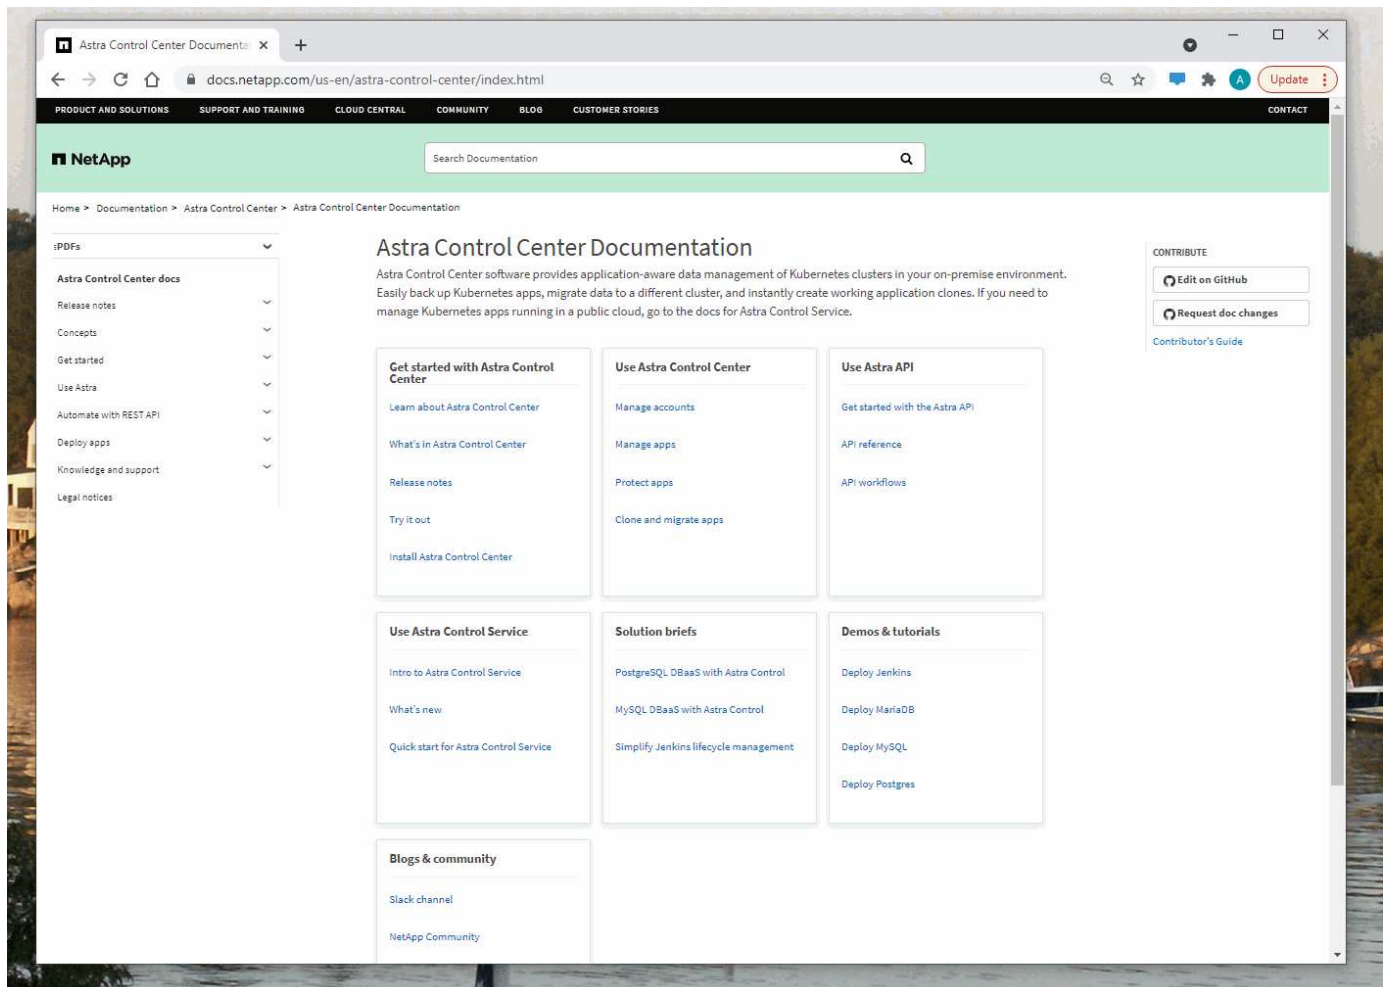 Astra Control Center Documenta
docs.netapp.com/us-en/astra-control-center/index.html
A
Update
PRODUCT AND SOLUTIONS SUPPORT AND TRAINING CLOUD CENTRAL COMMUNITY BLOG CUSTOMER STORIES CONTACT
NetApp
Search Documentation
Home > Documentation > Astra Control Center > Astra Control Center Documentation
PDFs
Astra Control Center docs
Release notes
Concepts
Get started
Use Astra
Automate with REST API
Deploy apps
Knowledge and support
Legal notices
Astra Control Center Documentation
Astra Control Center software provides application-aware data management of Kubernetes clusters in your on-premise environment.
Easily back up Kubernetes apps, migrate data to a different cluster, and instantly create working application clones. If you need to
manage Kubernetes apps running in a public cloud, go to the docs for Astra Control Service.
CONTRIBUTE
Edit on GitHub
Request doc changes
Contributor's Guide
Get started with Astra Control
Center
Learn about Astra Control Center
What's in Astra Control Center
Release notes
Try it out
Install Astra Control Center
Use Astra Control Center
Manage accounts
Manage apps
Protect apps
Clone and migrate apps
Use Astra API
Get started with the Astra API
API reference
API workflows
Use Astra Control Service
Intro to Astra Control Service
What's new
Quick start for Astra Control Service
Solution briefs
PostgreSQL DBaaS with Astra Control
MySQL DBaaS with Astra Control
Simplify Jenkins lifecycle management
Demos & tutorials
Deploy Jenkins
Deploy MariaDB
Deploy MySQL
Deploy Postgres
Blogs & community
Slack channel
NetApp Community